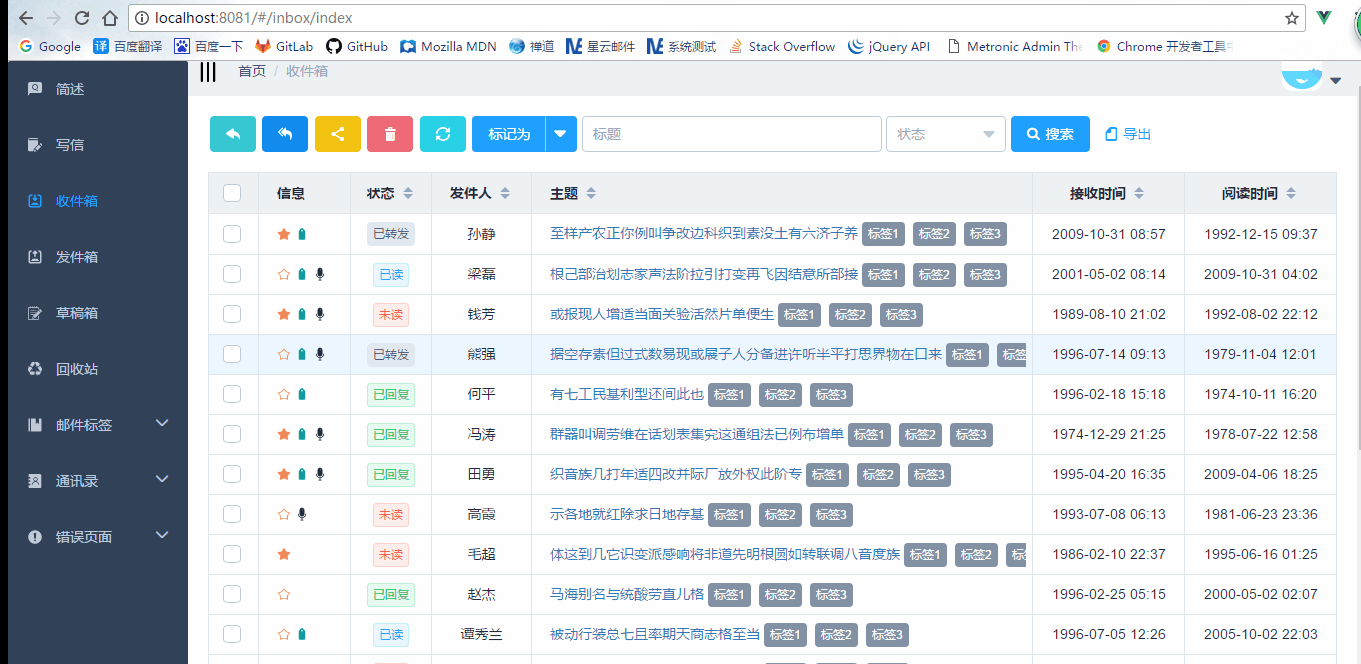 localhost:8081/#/inbox/index
Google 百度翻译 百度一下 GitLab GitHub Mozilla MDN 禅道 星云邮件 系统测试 Stack Overflow jQuery API Metronic Admin The Chrome 开发者工具
首页 / 收件箱
简述
写信
收件箱
发件箱
草稿箱
回收站
邮件标签
通讯录
错误页面
标记为 标题 状态 搜索 导出
信息 状态 发件人 主题 接收时间 阅读时间
已转发 孙静 至样产农正你例叫争改边科织到素没土有六济子养 标签1 标签2 标签3 2009-10-31 08:57 1992-12-15 09:37
已读 梁磊 根己部治划志家声法阶拉引打变再飞因结意所部接 标签1 标签2 标签3 2001-05-02 08:14 2009-10-31 04:02
未读 钱芳 或报现人增适当面关验活然片单便生 标签1 标签2 标签3 1989-08-10 21:02 1992-08-02 22:12
已转发 熊强 据空存素但过式数易现或展子人分备进许听半平打思界物在口来 标签1 标签 1996-07-14 09:13 1979-11-04 12:01
已回复 何平 有七工民基利型还间此也 标签1 标签2 标签3 1996-02-18 15:18 1974-10-11 16:20
已回复 冯涛 群器叫调劳维在话划表集究这通组法已例布增单 标签1 标签2 标签3 1974-12-29 21:25 1978-07-22 12:58
已回复 田勇 织音族几打年适四改并际厂放外权此阶专 标签1 标签2 标签3 1995-04-20 16:35 2009-04-06 18:25
未读 高霞 示各地就红除求日地存基 标签1 标签2 标签3 1993-07-08 06:13 1981-06-23 23:36
未读 毛超 体这到几它识变派感响将非道先明根圆如转联调八音度族 标签1 标签2 标 1986-02-10 22:37 1995-06-16 01:25
已回复 赵杰 马海别名与统酸劳直儿格 标签1 标签2 标签3 1996-02-25 05:15 2000-05-02 02:07
已读 谭秀兰 被动行装总七且率期天商志格至当 标签1 标签2 标签3 1996-07-05 12:26 2005-10-02 22:03